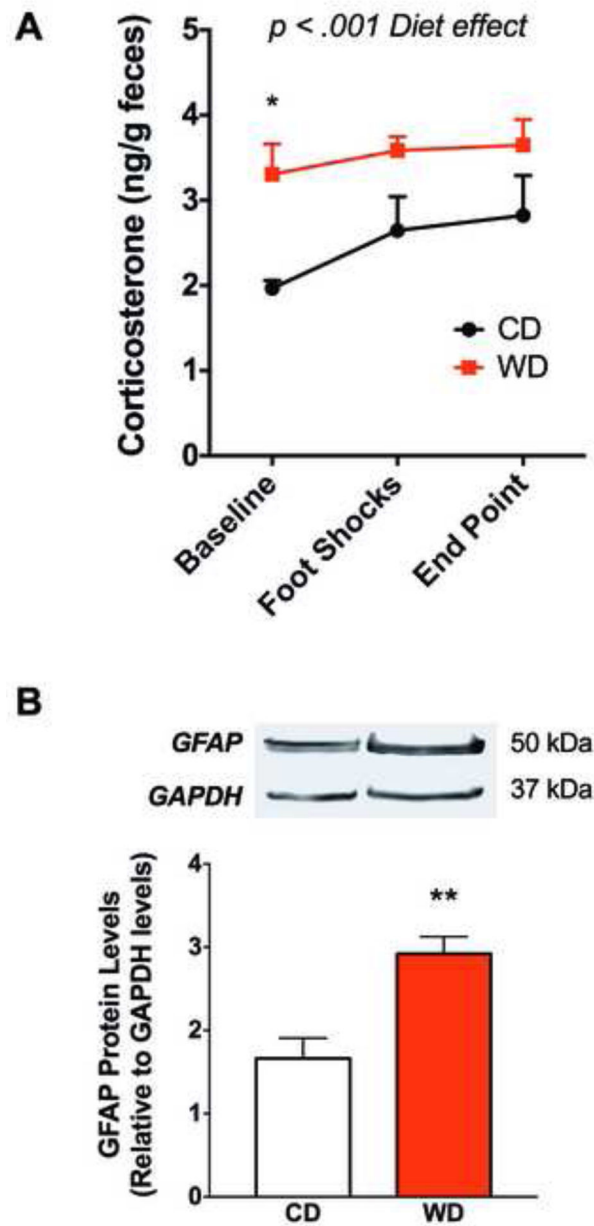 A
p < .001 Diet effect
*
Corticosterone (ng/g feces)
5
4
3
2
1
0
CD
WD
Baseline
Foot Shocks
End Point
B
GFAP
50 kDa
GAPDH
37 kDa
GFAP Protein Levels
(Relative to GAPDH levels)
4
3
2
1
0
**
CD
WD